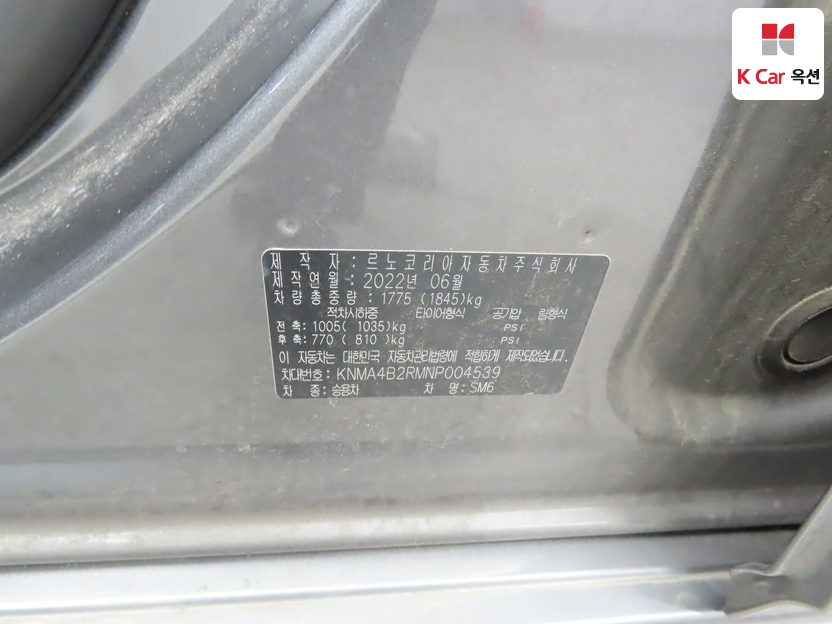 K Car 옥션
제 작 자 : 르노코리아자동차주식회사
제 작 연 월 : 2022년 06월
차 량 총 중 량 : 1775 (1845)kg
적차시하중 타이어형식 공기압 림형식
전 축: 1005( 1035)kg PSI
후 축: 770 ( 810 )kg PSI
이 자동차는 대한민국 자동차관리법령에 적합하게 제작되었습니다.
차대번호: KNMA4B2RMNP004539
차 종: 승용차 차 명: SM6